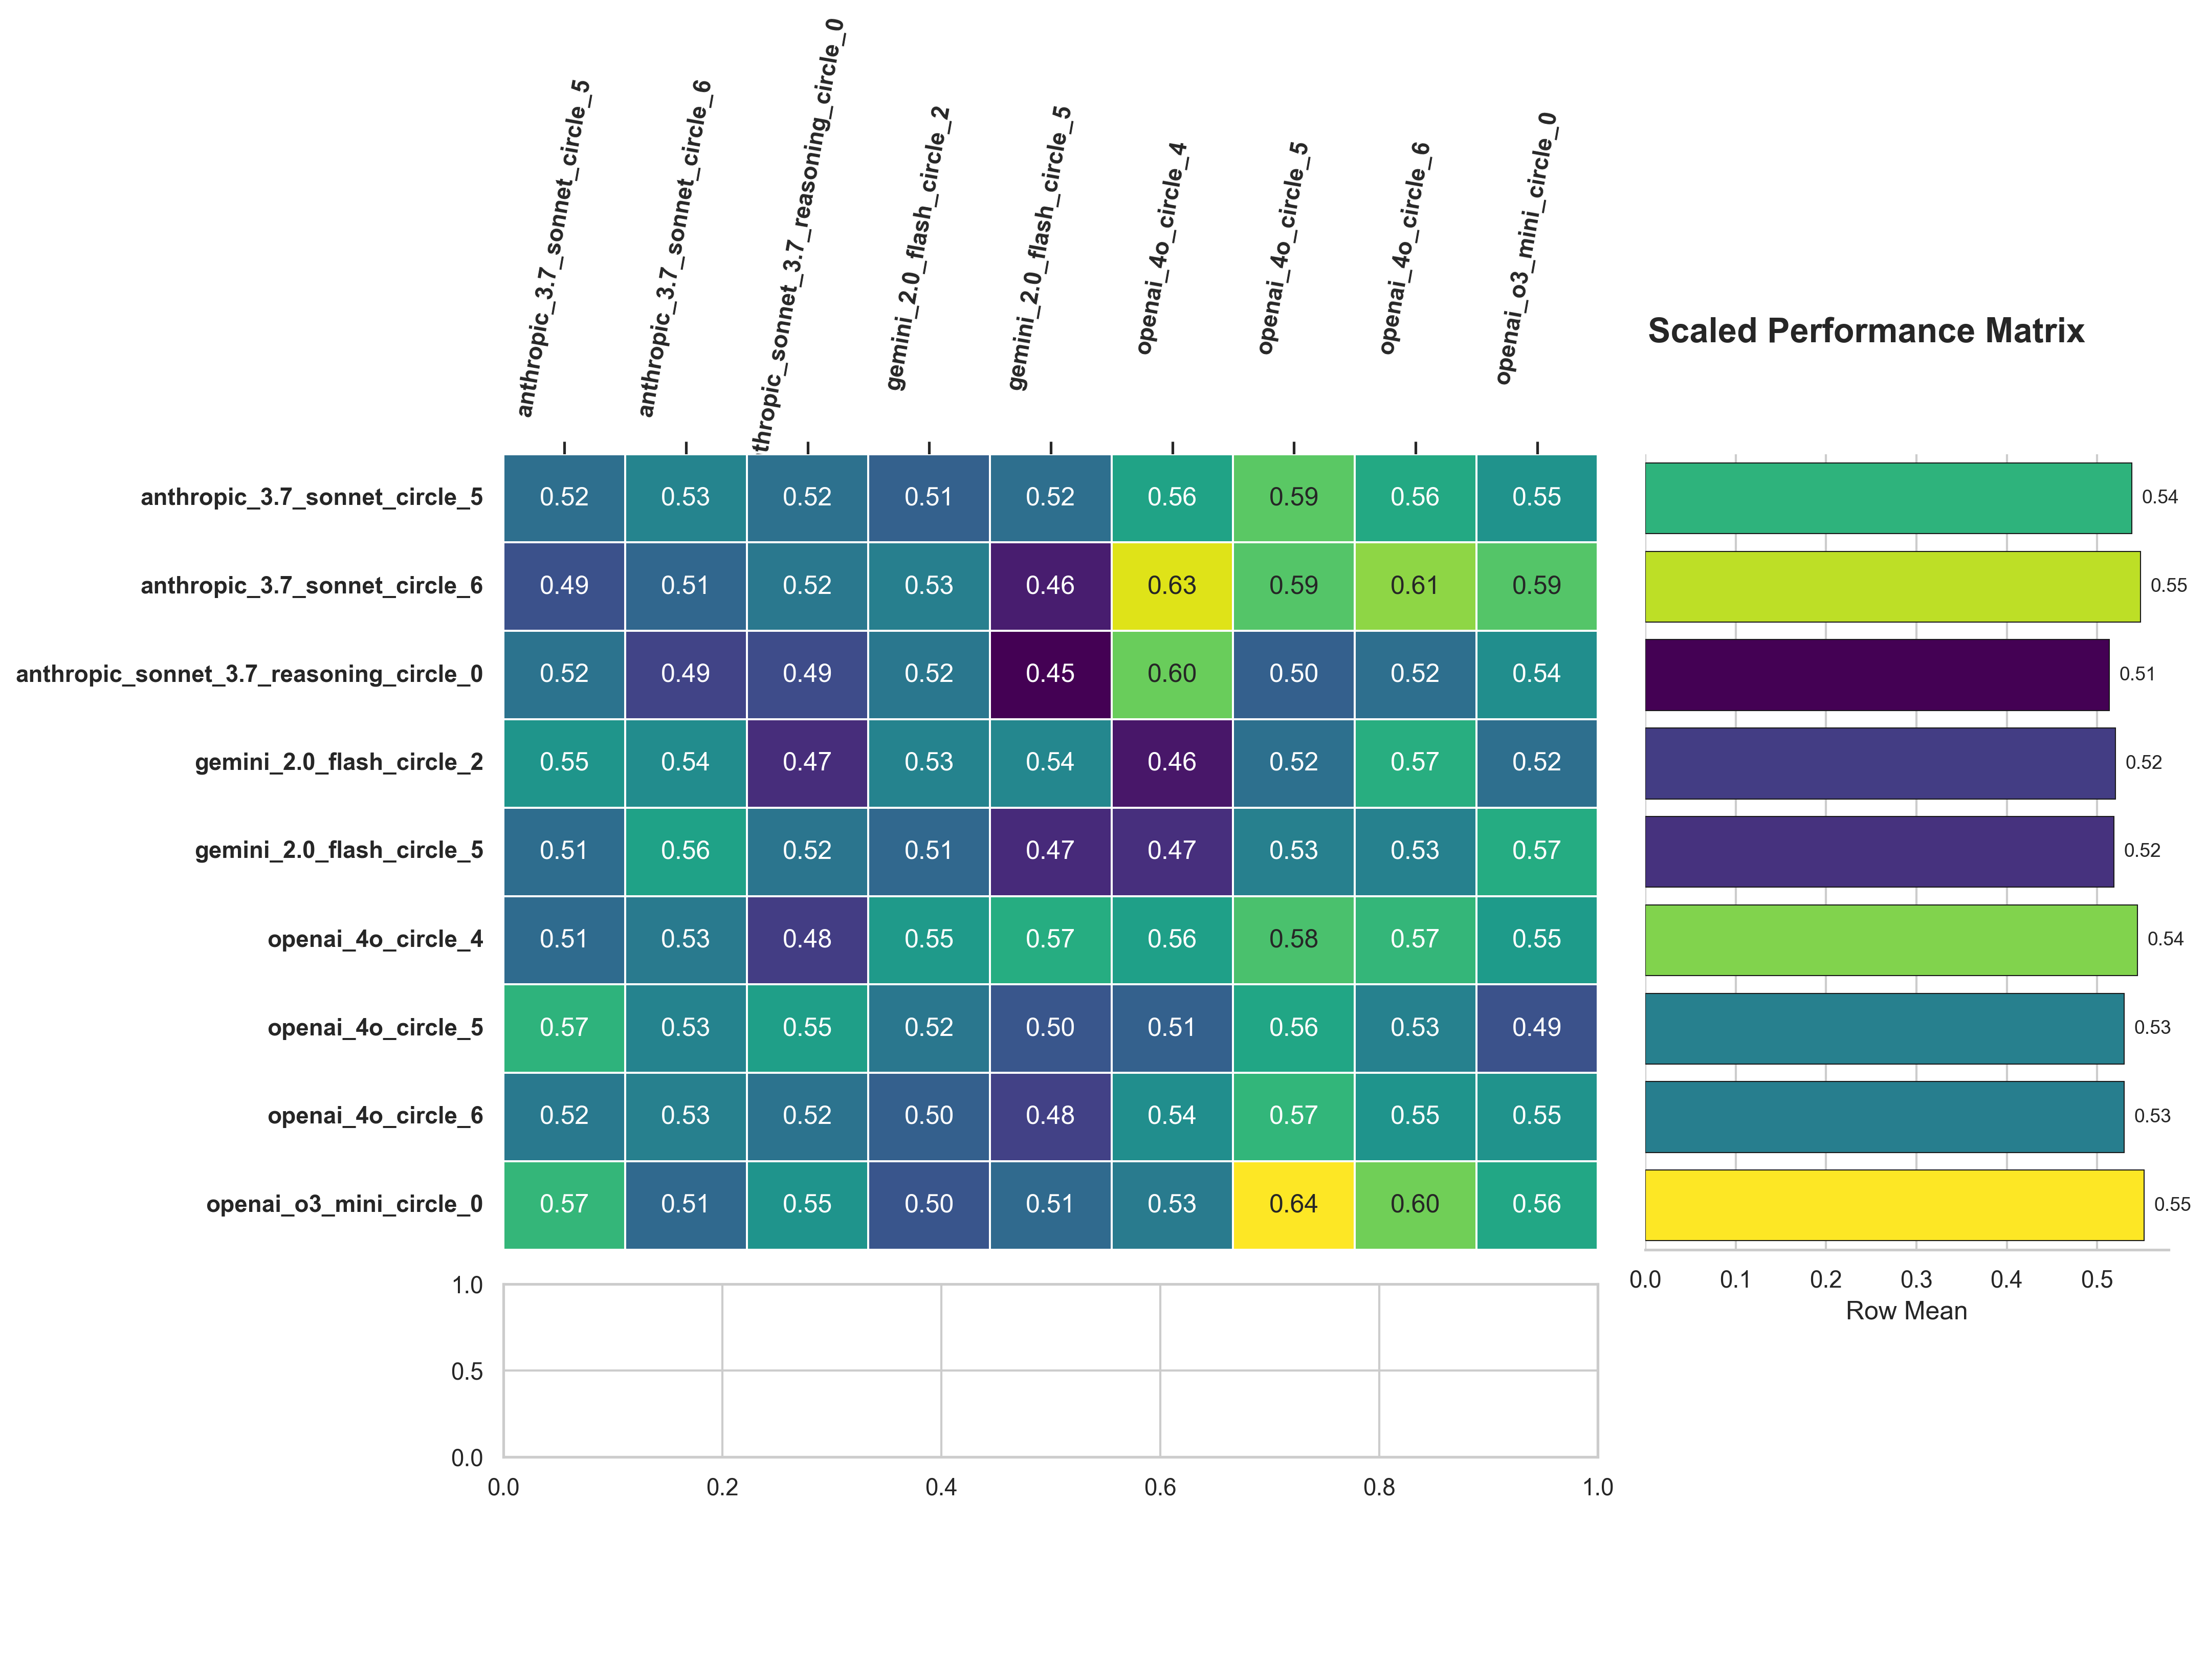 anthropic_3.7_sonnet_circle_5
anthropic_3.7_sonnet_circle_6
thropic_sonnet_3.7_reasoning_circle_0
gemini_2.0_flash_circle_2
gemini_2.0_flash_circle_5
openai_4o_circle_4
openai_4o_circle_5
openai_4o_circle_6
openai_o3_mini_circle_0
Scaled Performance Matrix
anthropic_3.7_sonnet_circle_5 0.52 0.53 0.52 0.51 0.52 0.56 0.59 0.56 0.55 0.54
anthropic_3.7_sonnet_circle_6 0.49 0.51 0.52 0.53 0.46 0.63 0.59 0.61 0.59 0.55
anthropic_sonnet_3.7_reasoning_circle_0 0.52 0.49 0.49 0.52 0.45 0.60 0.50 0.52 0.54 0.51
gemini_2.0_flash_circle_2 0.55 0.54 0.47 0.53 0.54 0.46 0.52 0.57 0.52 0.52
gemini_2.0_flash_circle_5 0.51 0.56 0.52 0.51 0.47 0.47 0.53 0.53 0.57 0.52
openai_4o_circle_4 0.51 0.53 0.48 0.55 0.57 0.56 0.58 0.57 0.55 0.54
openai_4o_circle_5 0.57 0.53 0.55 0.52 0.50 0.51 0.56 0.53 0.49 0.53
openai_4o_circle_6 0.52 0.53 0.52 0.50 0.48 0.54 0.57 0.55 0.55 0.53
openai_o3_mini_circle_0 0.57 0.51 0.55 0.50 0.51 0.53 0.64 0.60 0.56 0.55
0.0 0.1 0.2 0.3 0.4 0.5
Row Mean
1.0
0.5
0.0
0.0 0.2 0.4 0.6 0.8 1.0